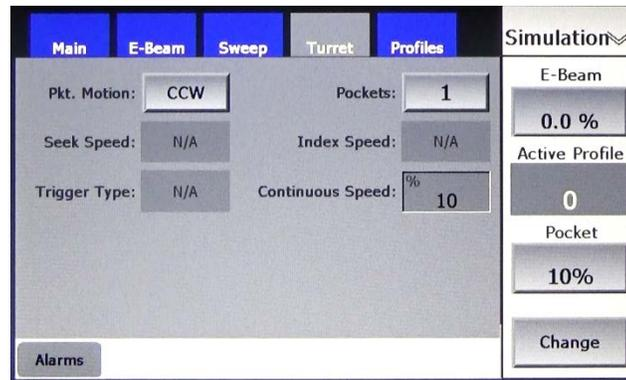 Main E-Beam Sweep Turret Profiles
Simulation
Pkt. Motion: CCW Pockets: 1
Seek Speed: N/A Index Speed: N/A
Trigger Type: N/A Continuous Speed: % 10
E-Beam
0.0 %
Active Profile
0
Pocket
10%
Change
Alarms